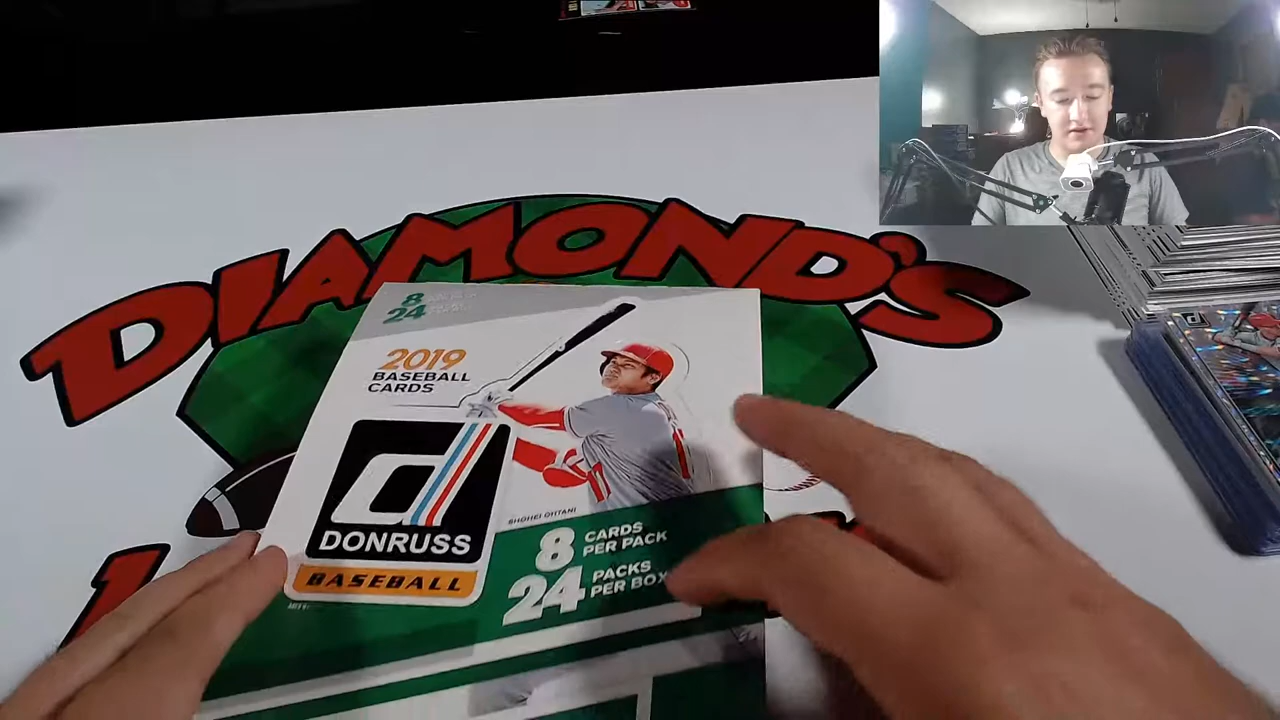 DIAMOND'S
8
24
2019
BASEBALL
CARDS
d
DONRUSS
BASEBALL
SHOHEI OHTANI
8 CARDS
PER PACK
24 PACKS
PER BOX